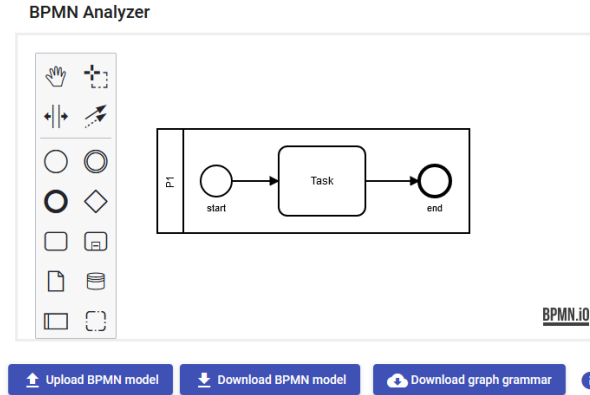 BPMN Analyzer
P1
Task
start
end
BPMN.iO
Upload BPMN model
Download BPMN model
Download graph grammar